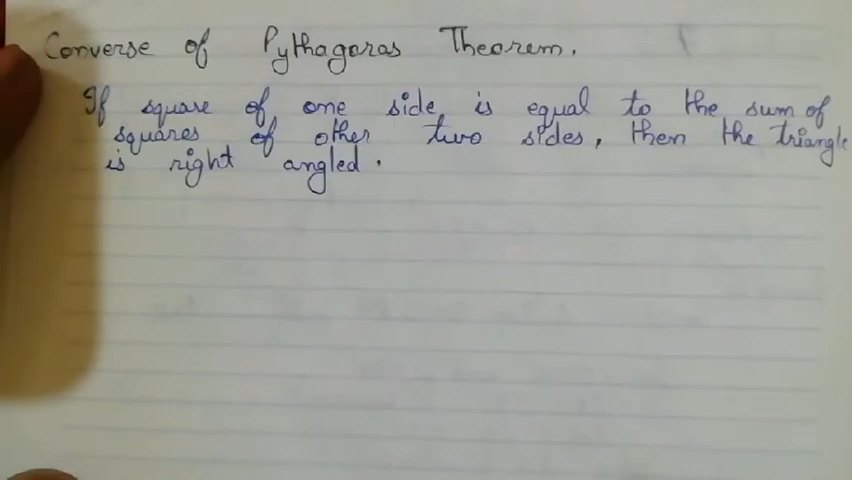 Converse of Pythagoras Theorem.
If square of one side is equal to the sum of
squares of other two sides, then the triangle
is right angled.